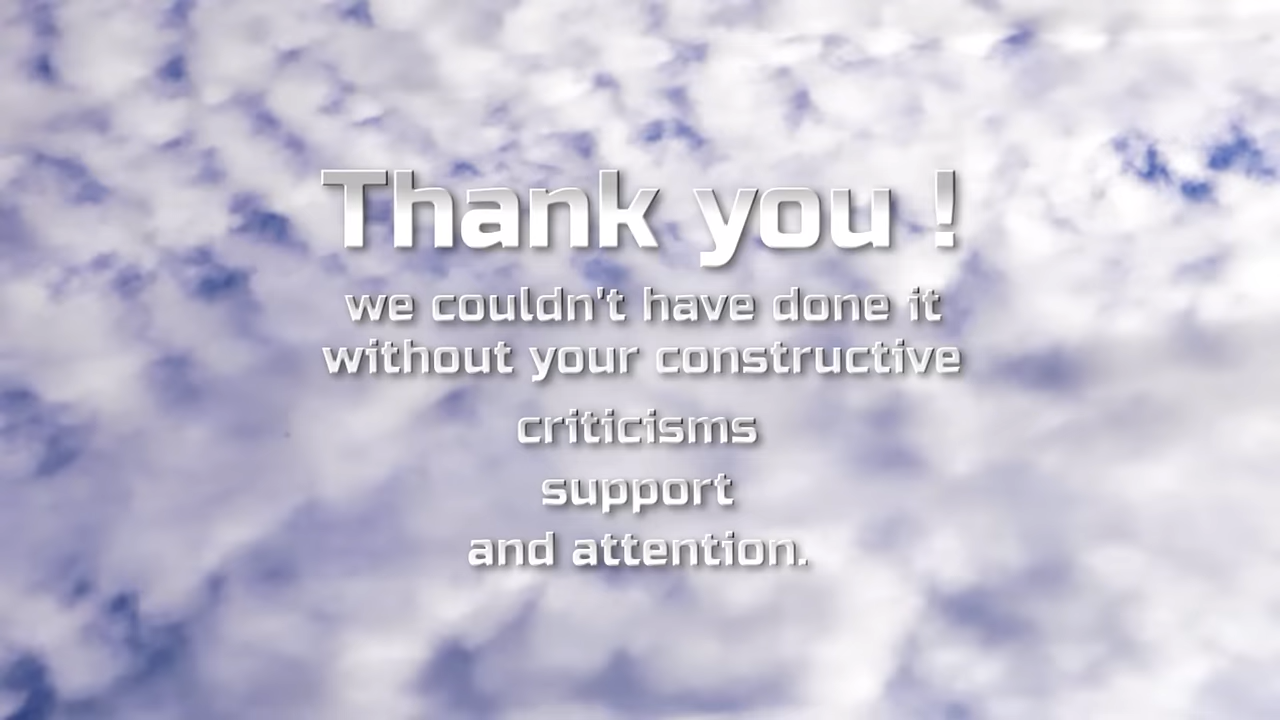 Thank you !
we couldn't have done it
without your constructive
criticisms
support
and attention.